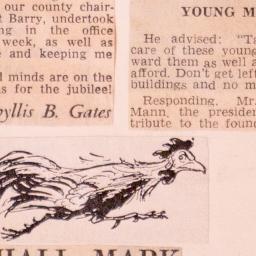 our county chair-
t Barry, undertook
ng in the office
week, as well as
e and keeping me
d minds are on the
s for the jubilee!
yllis B. Gates
YOUNG M
He advised: "Ta
care of these young
ward them as well a
afford. Don't get left
buildings and no m
Responding, Mr.
Mann, the presiden
tribute to the found
HALL MARK